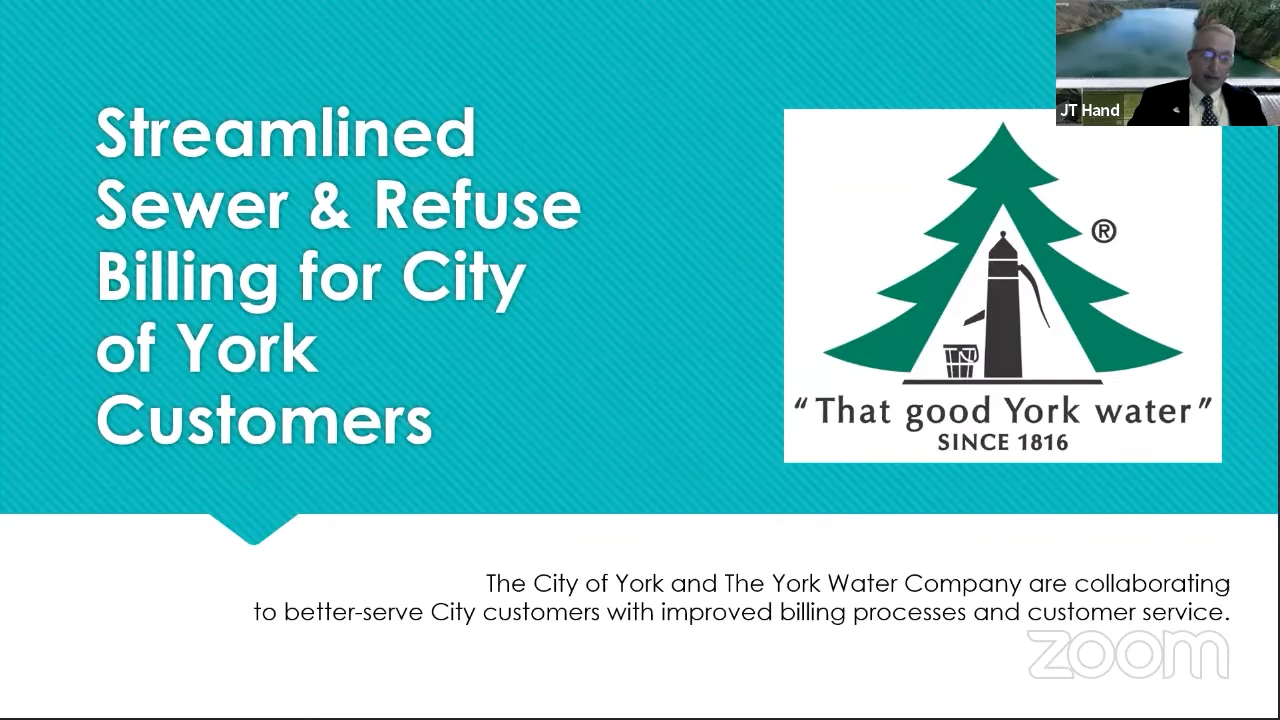 JT Hand
Streamlined
Sewer & Refuse
Billing for City
of York
Customers
®
“That good York water”
SINCE 1816
The City of York and The York Water Company are collaborating
to better-serve City customers with improved billing processes and customer service.
zoom